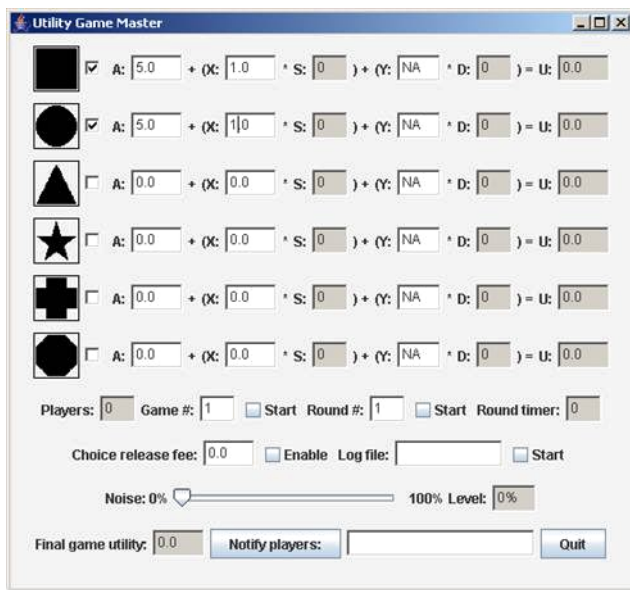 Utility Game Master
A: 5.0 + (X: 1.0 * S: 0 ) + (Y: NA * D: 0 ) = U: 0.0
A: 5.0 + (X: 1.0 * S: 0 ) + (Y: NA * D: 0 ) = U: 0.0
A: 0.0 + (X: 0.0 * S: 0 ) + (Y: NA * D: 0 ) = U: 0.0
A: 0.0 + (X: 0.0 * S: 0 ) + (Y: NA * D: 0 ) = U: 0.0
A: 0.0 + (X: 0.0 * S: 0 ) + (Y: NA * D: 0 ) = U: 0.0
A: 0.0 + (X: 0.0 * S: 0 ) + (Y: NA * D: 0 ) = U: 0.0
Players: 0 Game #: 1 Start Round #: 1 Start Round timer: 0
Choice release fee: 0.0 Enable Log file: Start
Noise: 0% 100% Level: 0%
Final game utility: 0.0 Notify players: Quit